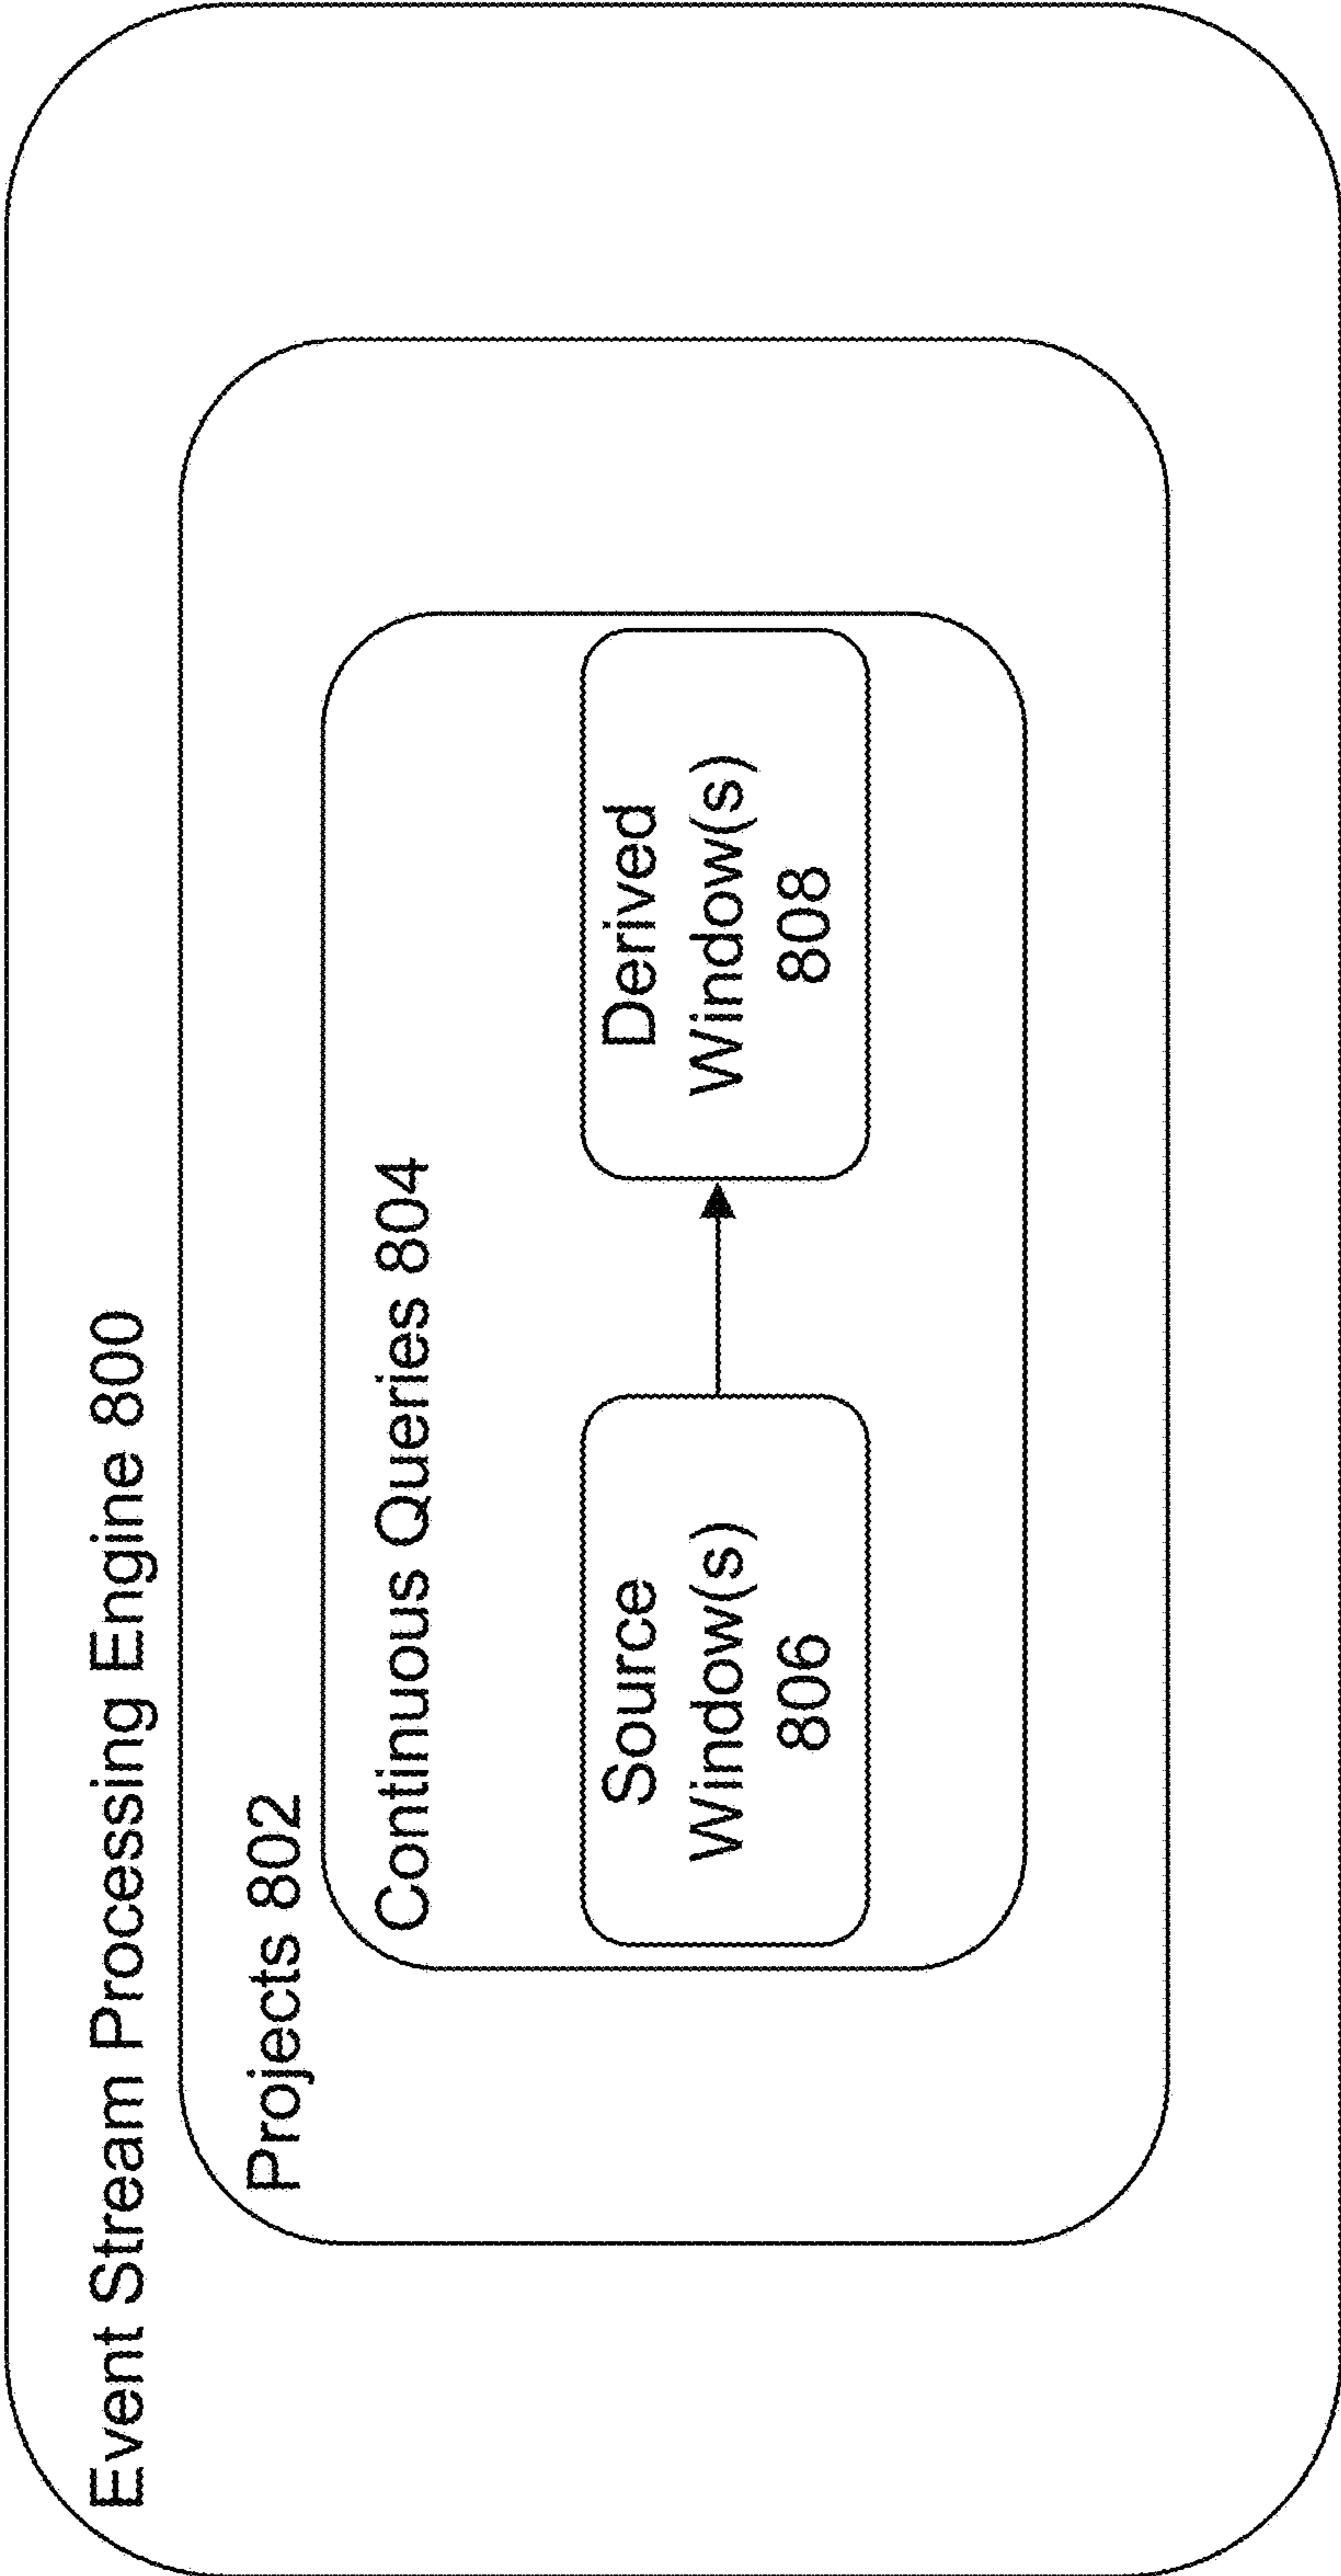 Event Stream Processing Engine 800
Projects 802
Continuous Queries 804
Source
Window(s)
806
Derived
Window(s)
808